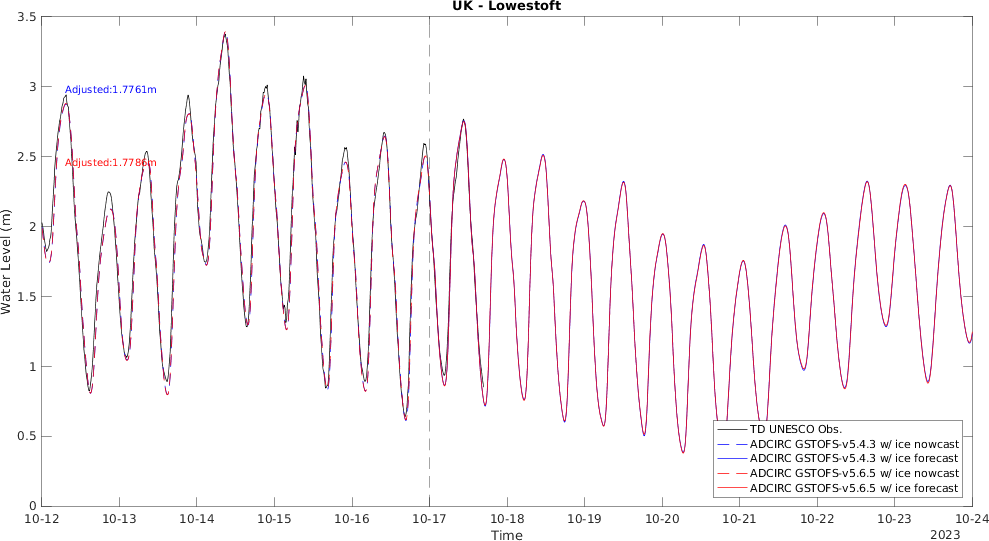 UK - Lowestoft
3.5
3
2.5
2
1.5
1
0.5
0
Water Level (m)
Adjusted:1.7761m
Adjusted:1.7786m
TD UNESCO Obs.
ADCIRC GSTOFS-v5.4.3 w/ ice nowcast
ADCIRC GSTOFS-v5.4.3 w/ ice forecast
ADCIRC GSTOFS-v5.6.5 w/ ice nowcast
ADCIRC GSTOFS-v5.6.5 w/ ice forecast
10-12 10-13 10-14 10-15 10-16 10-17 10-18 10-19 10-20 10-21 10-22 10-23 10-24
Time
2023